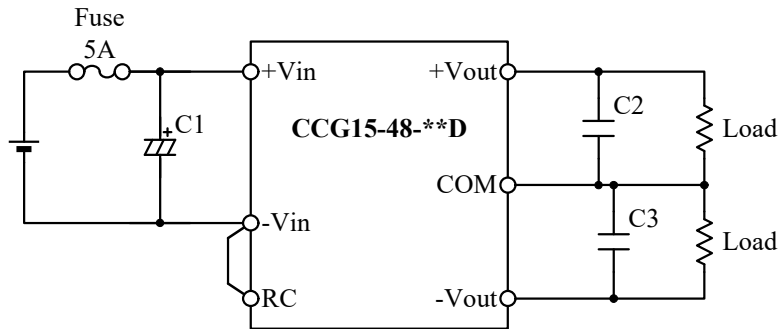 Fuse
5A
+Vin
+Vout
C1
+
CCG15-48-**D
C2
Load
COM
-Vin
C3
Load
RC
-Vout